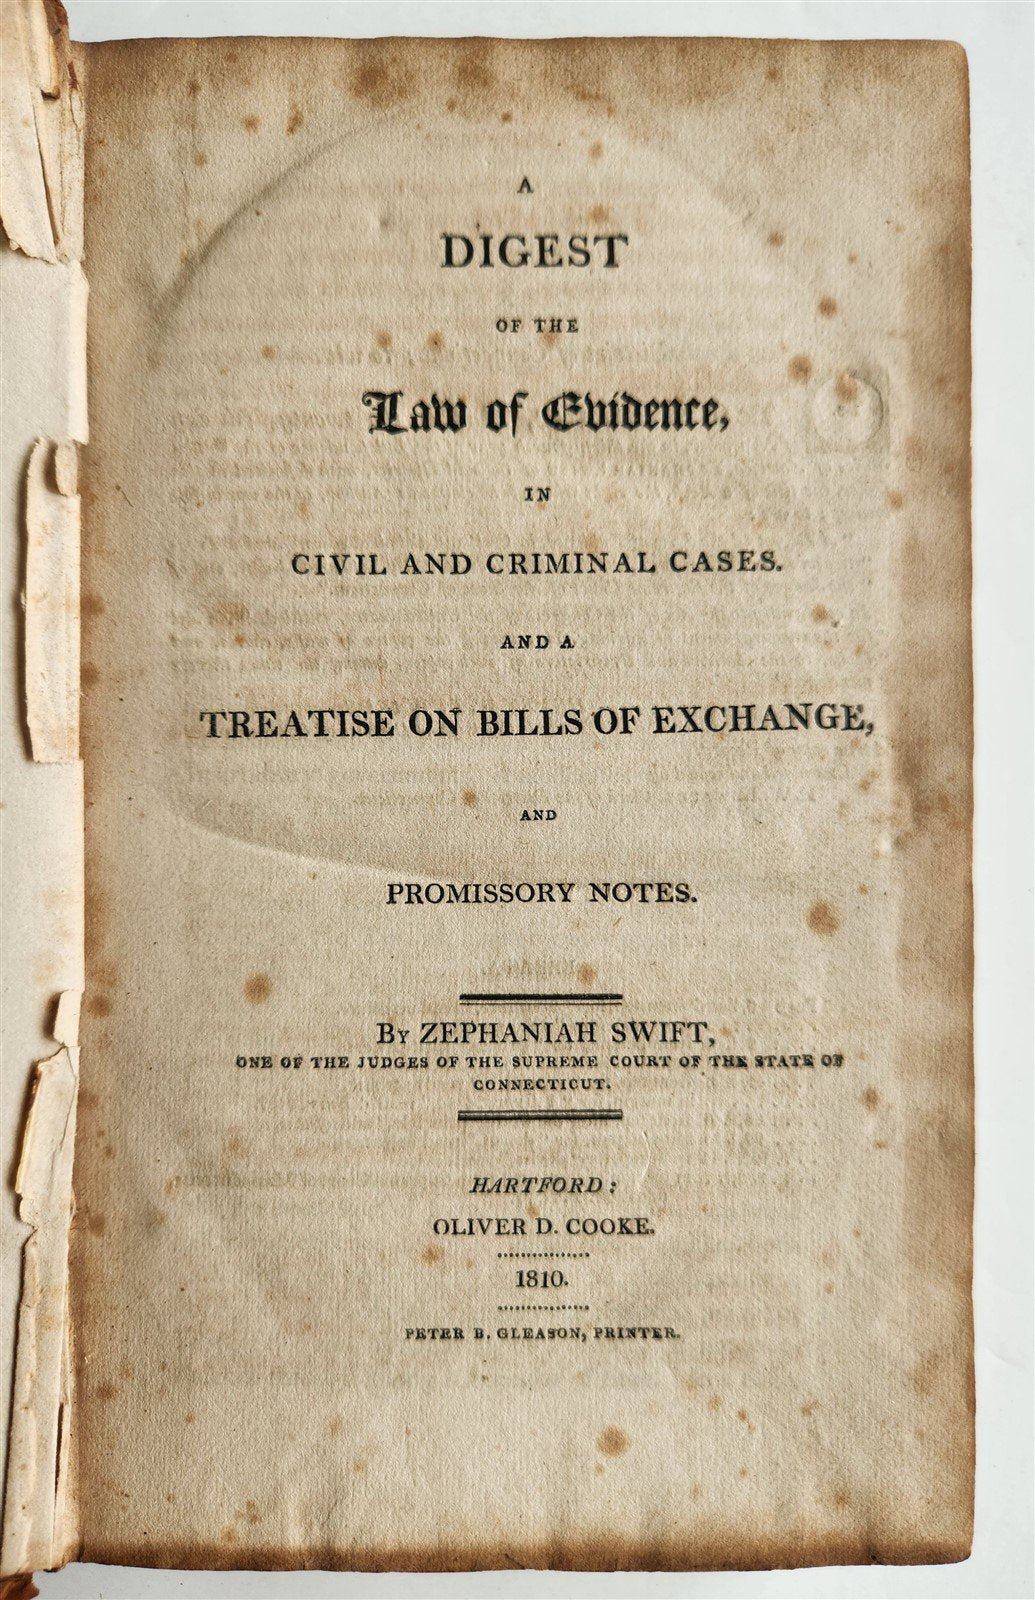 A
DIGEST
OF THE
Law of Evidence,
IN
CIVIL AND CRIMINAL CASES.
AND A
TREATISE ON BILLS OF EXCHANGE,
AND
PROMISSORY NOTES.
By ZEPHANIAH SWIFT,
ONE OF THE JUDGES OF THE SUPREME COURT OF THE STATE OF
CONNECTICUT.
HARTFORD:
OLIVER D. COOKE.
1810.
PETER B. GLEASON, PRINTER.